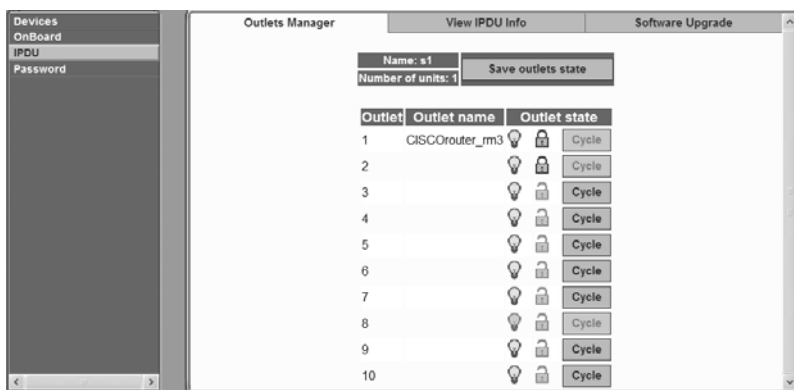 Devices
OnBoard
IPDU
Password
Outlets Manager View IPDU Info Software Upgrade
Name: s1
Number of units: 1
Save outlets state
Outlet Outlet name Outlet state
1 CISCOrouter_rm3 Cycle
2 Cycle
3 Cycle
4 Cycle
5 Cycle
6 Cycle
7 Cycle
8 Cycle
9 Cycle
10 Cycle